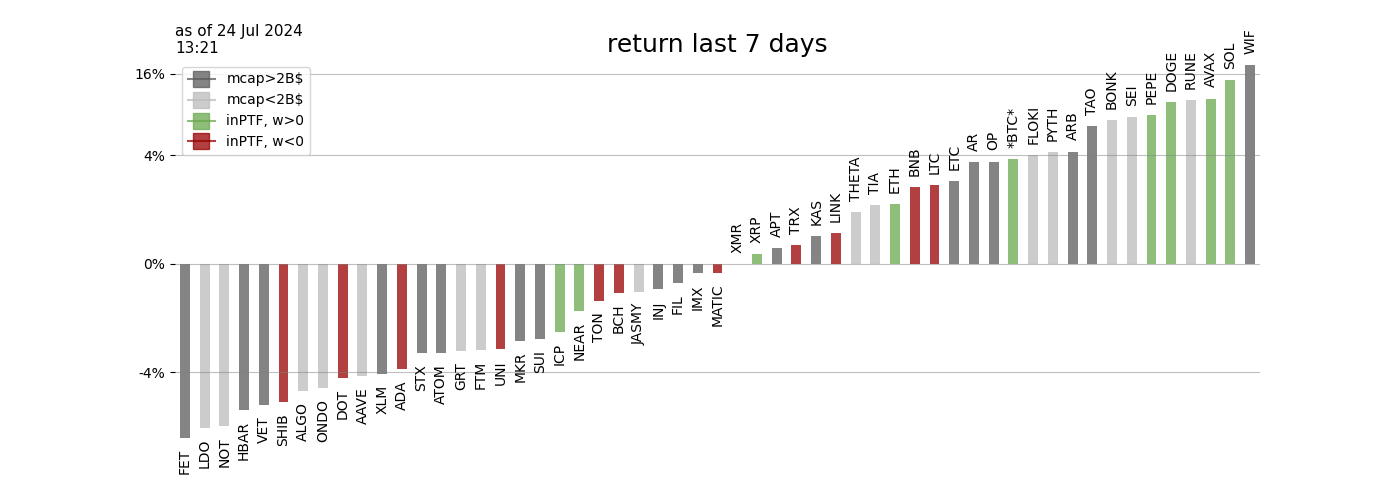 as of 24 Jul 2024
13:21
return last 7 days
mcap>2B$
mcap<2B$
inPTF, w>0
inPTF, w<0
16%
4%
0%
-4%
FET
LDO
NOT
HBAR
VET
SHIB
ALGO
ONDO
DOT
AAVE
XLM
ADA
STX
ATOM
GRT
FTM
UNI
MKR
SUI
ICP
NEAR
TON
BCH
JASMY
INJ
FIL
IMX
MATIC
XMR
XRP
APT
TRX
KAS
LINK
THETA
TIA
ETH
BNB
LTC
ETC
AR
OP
*BTC*
FLOKI
PYTH
ARB
TAO
BONK
SEI
PEPE
DOGE
RUNE
AVAX
SOL
WIF